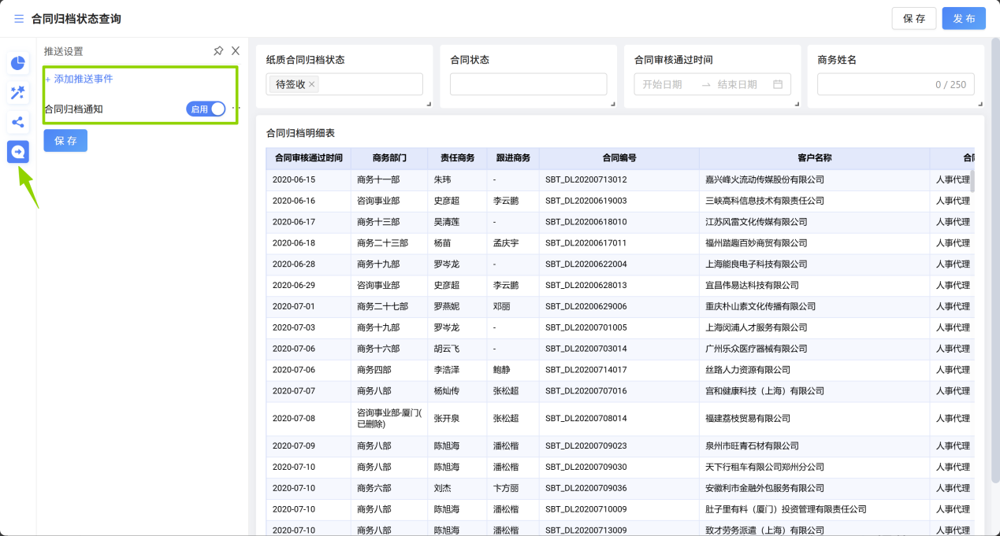 合同归档状态查询
保 存
发 布
推送设置
+ 添加推送事件
合同归档通知
启用
保 存
纸质合同归档状态
待签收
合同状态
合同审核通过时间
开始日期
结束日期
商务姓名
0 / 250
合同归档明细表
合同审核通过时间 商务部门 责任商务 跟进商务 合同编号 客户名称
2020-06-15 商务十一部 朱玮 - SBT_DL20200713012 嘉兴峰火流动传媒股份有限公司 人事代理
2020-06-16 咨询事业部 史彦超 李云鹏 SBT_DL20200619003 三峡高科信息技术有限责任公司 人事代理
2020-06-17 商务十三部 吴清莲 - SBT_DL20200618010 江苏风雷文化传媒有限公司 人事代理
2020-06-18 商务二十三部 杨苗 孟庆宇 SBT_DL20200617011 福州踏趣百妙商贸有限公司 人事代理
2020-06-28 商务十九部 罗岑龙 - SBT_DL20200622004 上海能良电子科技有限公司 人事代理
2020-06-29 咨询事业部 史彦超 李云鹏 SBT_DL20200628013 宜昌伟易达科技有限公司 人事代理
2020-07-01 商务二十七部 罗燕妮 邓丽 SBT_DL20200629006 重庆朴山素文化传播有限公司 人事代理
2020-07-03 商务十九部 罗岑龙 - SBT_DL20200701005 上海闵浦人才服务有限公司 人事代理
2020-07-06 商务十六部 胡云飞 - SBT_DL20200703014 广州乐众医疗器械有限公司 人事代理
2020-07-06 商务四部 李浩泽 鲍静 SBT_DL20200714017 丝路人力资源有限公司 人事代理
2020-07-07 商务八部 杨灿传 张松超 SBT_DL20200707016 宫和健康科技（上海）有限公司 人事代理
2020-07-08 咨询事业部-厦门(
已删除) 张开泉 张松超 SBT_DL20200708014 福建荔枝贸易有限公司 人事代理
2020-07-09 商务八部 陈旭海 潘松楷 SBT_DL20200709023 泉州市旺青石材有限公司 人事代理
2020-07-10 商务八部 陈旭海 潘松楷 SBT_DL20200709030 天下行租车有限公司郑州分公司 人事代理
2020-07-10 商务六部 刘杰 卞方丽 SBT_DL20200709036 安徽利市金融外包服务有限公司 人事代理
2020-07-10 商务八部 陈旭海 潘松楷 SBT_DL20200710009 肚子里有料（厦门）投资管理有限责任公司 人事代理
2020-07-10 商务八部 陈旭海 潘松楷 SBT_DL20200713009 致才劳务派遣（上海）有限公司 人事代理